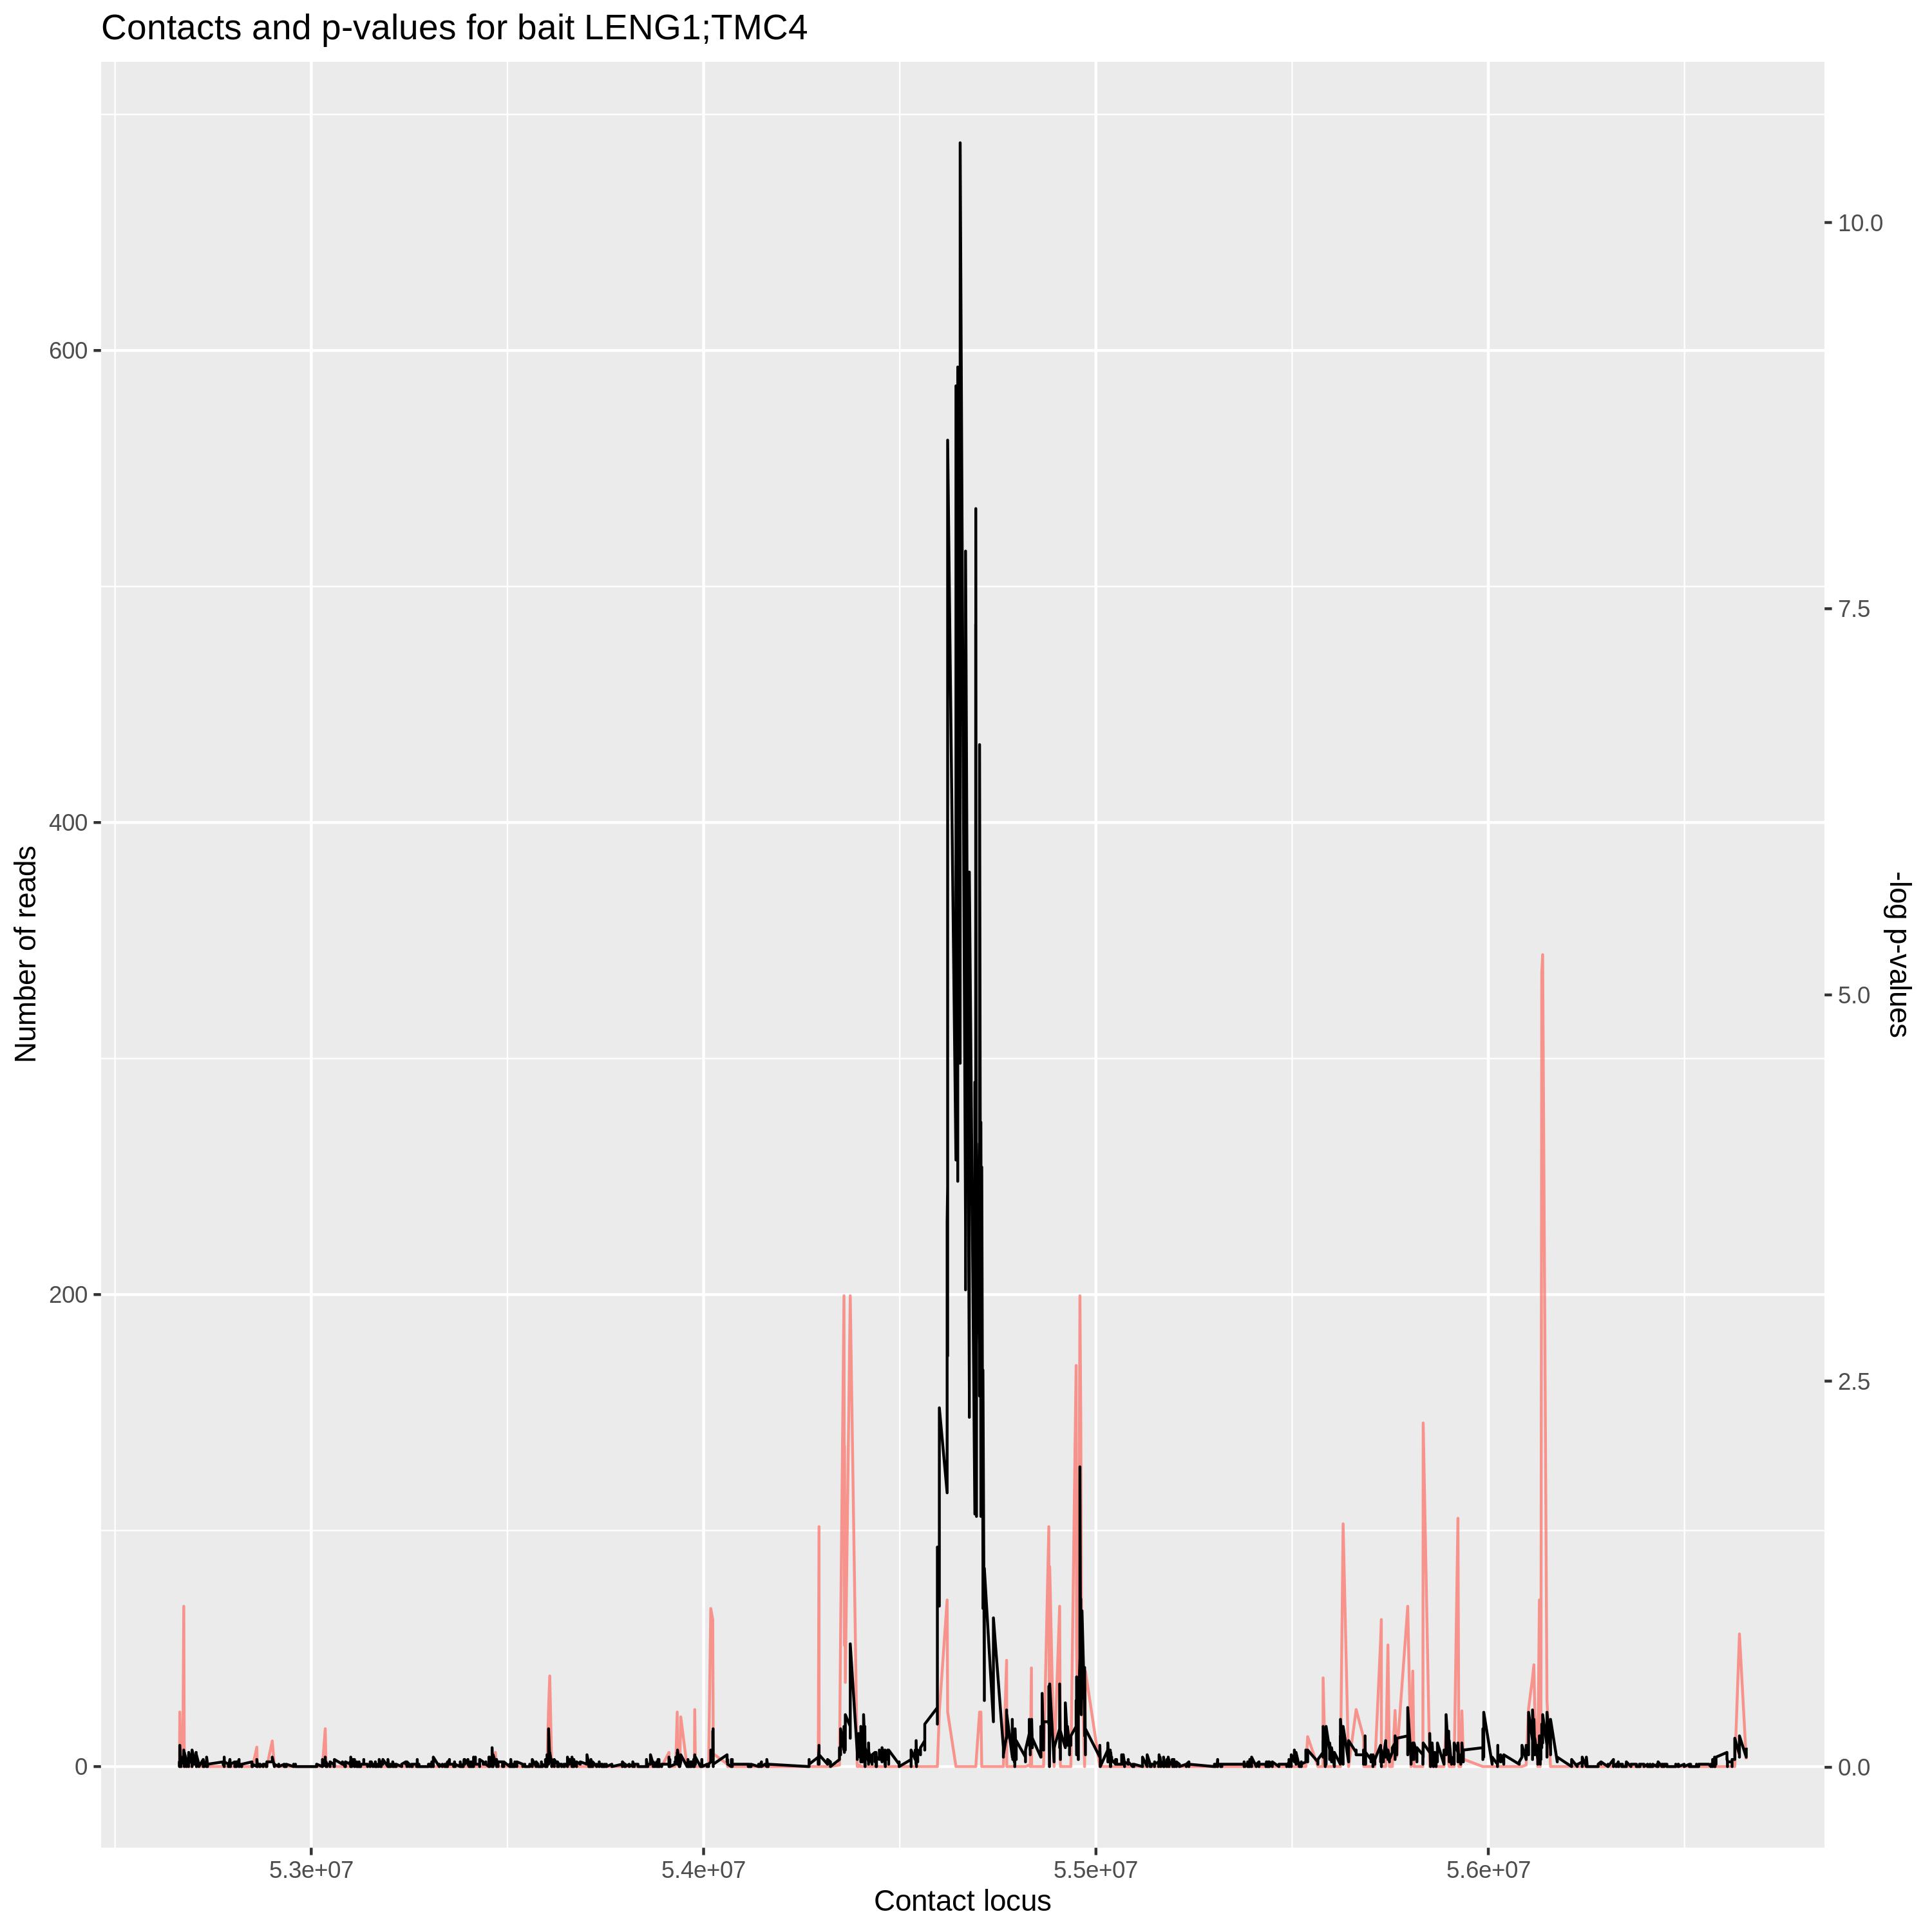 Contacts and p-values for bait LENG1;TMC4
Number of reads
600
400
200
0
10.0
7.5
5.0
2.5
0.0
-log p-values
5.3e+07
5.4e+07
5.5e+07
5.6e+07
Contact locus